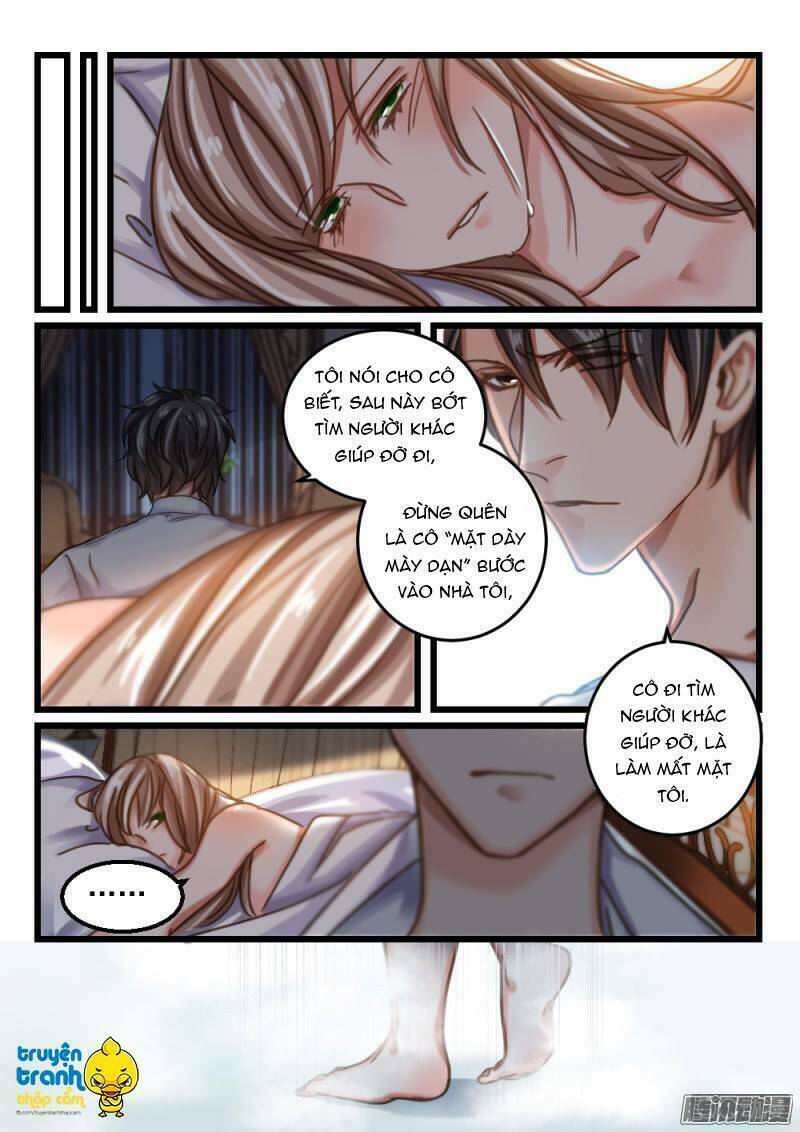 TÔI NÓI CHO CÔ
BIẾT, SAU NÀY BỚT
TÌM NGƯỜI KHÁC
GIÚP ĐỠ ĐI,
ĐỪNG QUÊN
LÀ CÔ “MẶT DÀY
MÀY DẠN” BƯỚC
VÀO NHÀ TÔI,
CÔ ĐI TÌM
NGƯỜI KHÁC
GIÚP ĐỠ, LÀ
LÀM MẤT MẶT
TÔI.
......
truyện
tranh
thập cẩm
fb.com/truyentranhthapcam
腾讯动漫